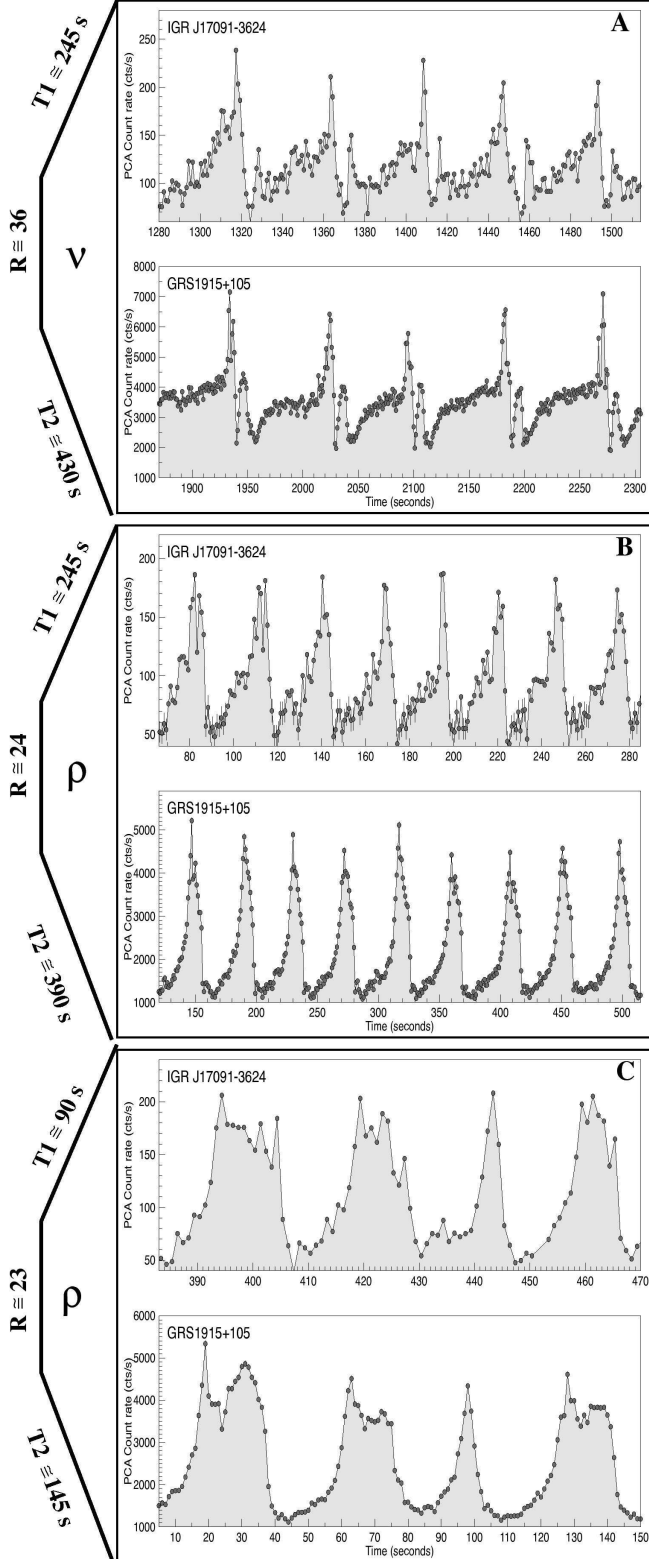 T1 ≅ 245 s
R ≅ 36
ν
T2 ≅ 430 s
A
IGR J17091-3624
PCA Count rate (cts/s)
250
200
150
100
1280 1300 1320 1340 1360 1380 1400 1420 1440 1460 1480 1500
GRS1915+105
PCA Count rate (cts/s)
8000
7000
6000
5000
4000
3000
2000
1000
1900 1950 2000 2050 2100 2150 2200 2250 2300
Time (seconds)
T1 ≅ 245 s
R ≅ 24
ρ
T2 ≅ 390 s
B
IGR J17091-3624
PCA Count rate (cts/s)
200
150
100
50
80 100 120 140 160 180 200 220 240 260 280
GRS1915+105
PCA Count rate (cts/s)
5000
4000
3000
2000
1000
150 200 250 300 350 400 450 500
Time (seconds)
T1 ≅ 90 s
R ≅ 23
ρ
T2 ≅ 145 s
C
IGR J17091-3624
PCA Count rate (cts/s)
200
150
100
50
390 400 410 420 430 440 450 460 470
GRS1915+105
PCA Count rate (cts/s)
6000
5000
4000
3000
2000
1000
10 20 30 40 50 60 70 80 90 100 110 120 130 140 150
Time (seconds)